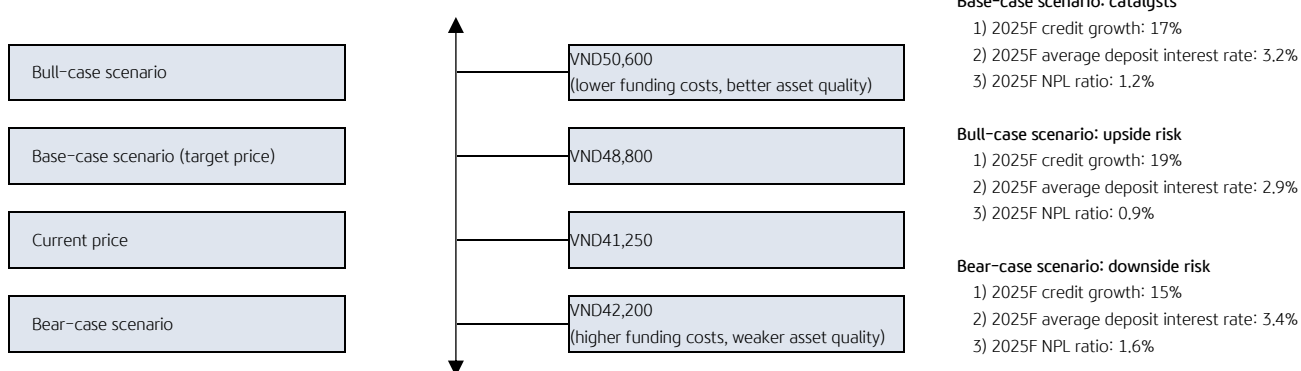 Bull-case scenario
VND50,600
(lower funding costs, better asset quality)
Base-case scenario (target price)
VND48,800
Current price
VND41,250
Bear-case scenario
VND42,200
(higher funding costs, weaker asset quality)
Base-case scenario: catalysts
1) 2025F credit growth: 17%
2) 2025F average deposit interest rate: 3.2%
3) 2025F NPL ratio: 1.2%
Bull-case scenario: upside risk
1) 2025F credit growth: 19%
2) 2025F average deposit interest rate: 2.9%
3) 2025F NPL ratio: 0.9%
Bear-case scenario: downside risk
1) 2025F credit growth: 15%
2) 2025F average deposit interest rate: 3.4%
3) 2025F NPL ratio: 1.6%